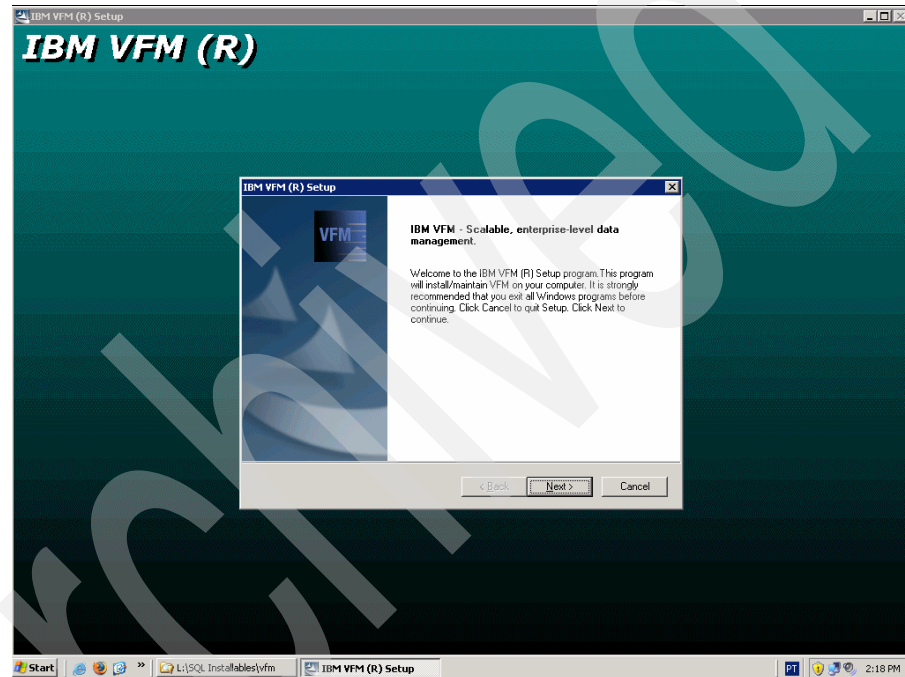 IBM VFM (R) Setup
IBM VFM (R)
IBM VFM (R) Setup
VFM
IBM VFM - Scalable, enterprise-level data
management.
Welcome to the IBM VFM (R) Setup program. This program
will install/maintain VFM on your computer. It is strongly
recommended that you exit all Windows programs before
continuing. Click Cancel to quit Setup. Click Next to
continue.
< Back
Next >
Cancel
Start
»
L:\SQL Installables\vfm
IBM VFM (R) Setup
PT
2:18 PM
rchived